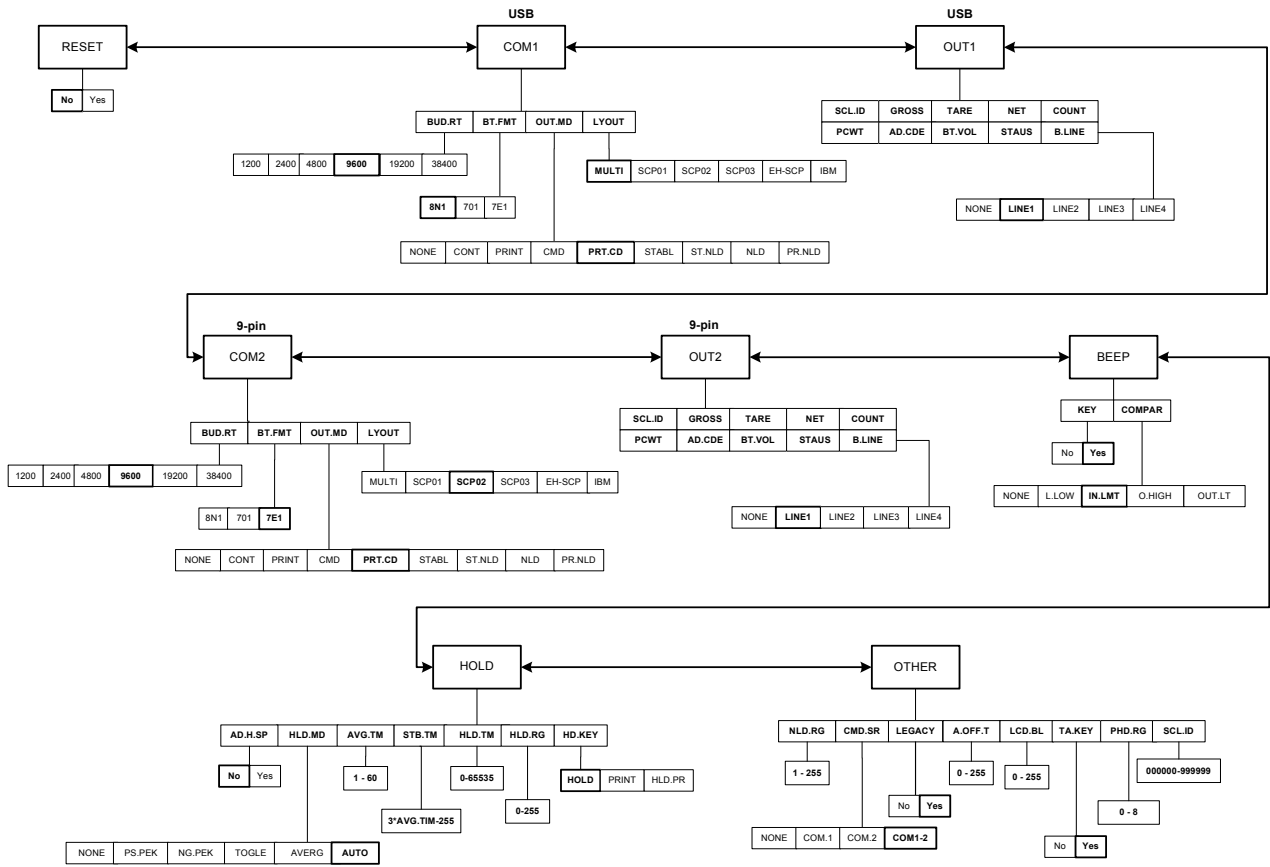 USB
USB
RESET
COM1
OUT1
No Yes
BUD.RT BT.FMT OUT.MD LYOUT
1200 2400 4800 9600 19200 38400
MULTI SCP01 SCP02 SCP03 EH-SCP IBM
8N1 701 7E1
NONE CONT PRINT CMD PRT.CD STABL ST.NLD NLD PR.NLD
SCL.ID GROSS TARE NET COUNT
PCWT AD.CDE BT.VOL STAUS B.LINE
NONE LINE1 LINE2 LINE3 LINE4
9-pin
9-pin
COM2
OUT2
BEEP
BUD.RT BT.FMT OUT.MD LYOUT
1200 2400 4800 9600 19200 38400
MULTI SCP01 SCP02 SCP03 EH-SCP IBM
8N1 701 7E1
NONE CONT PRINT CMD PRT.CD STABL ST.NLD NLD PR.NLD
SCL.ID GROSS TARE NET COUNT
PCWT AD.CDE BT.VOL STAUS B.LINE
NONE LINE1 LINE2 LINE3 LINE4
KEY COMPAR
No Yes
NONE L.LOW IN.LMT O.HIGH OUT.LT
HOLD
OTHER
AD.H.SP HLD.MD AVG.TM STB.TM HLD.TM HLD.RG HD.KEY
No Yes
1 - 60
0-65535
HOLD PRINT HLD.PR
3*AVG.TIM-255
0-255
NONE PS.PEK NG.PEK TOGLE AVERG AUTO
NLD.RG CMD.SR LEGACY A.OFF.T LCD.BL TA.KEY PHD.RG SCL.ID
1 - 255
0 - 255
0 - 255
000000-999999
No Yes
0 - 8
NONE COM.1 COM.2 COM1-2
No Yes